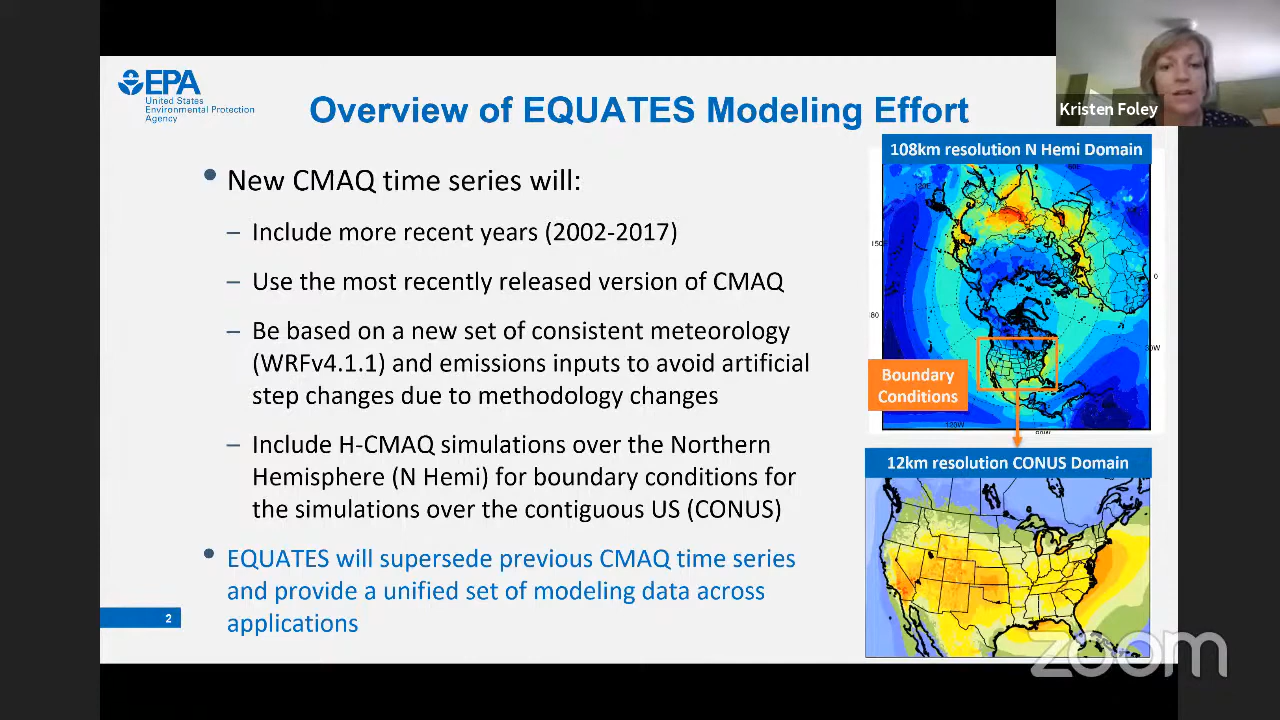 EPA
United States
Environmental Protection
Agency
Overview of EQUATES Modeling Effort
Kristen Foley
• New CMAQ time series will:
– Include more recent years (2002-2017)
– Use the most recently released version of CMAQ
– Be based on a new set of consistent meteorology
(WRFv4.1.1) and emissions inputs to avoid artificial
step changes due to methodology changes
– Include H-CMAQ simulations over the Northern
Hemisphere (N Hemi) for boundary conditions for
the simulations over the contiguous US (CONUS)
• EQUATES will supersede previous CMAQ time series
and provide a unified set of modeling data across
applications
2
108km resolution N Hemi Domain
120E
150E
0
80
Boundary
Conditions
120W
12km resolution CONUS Domain
zoom